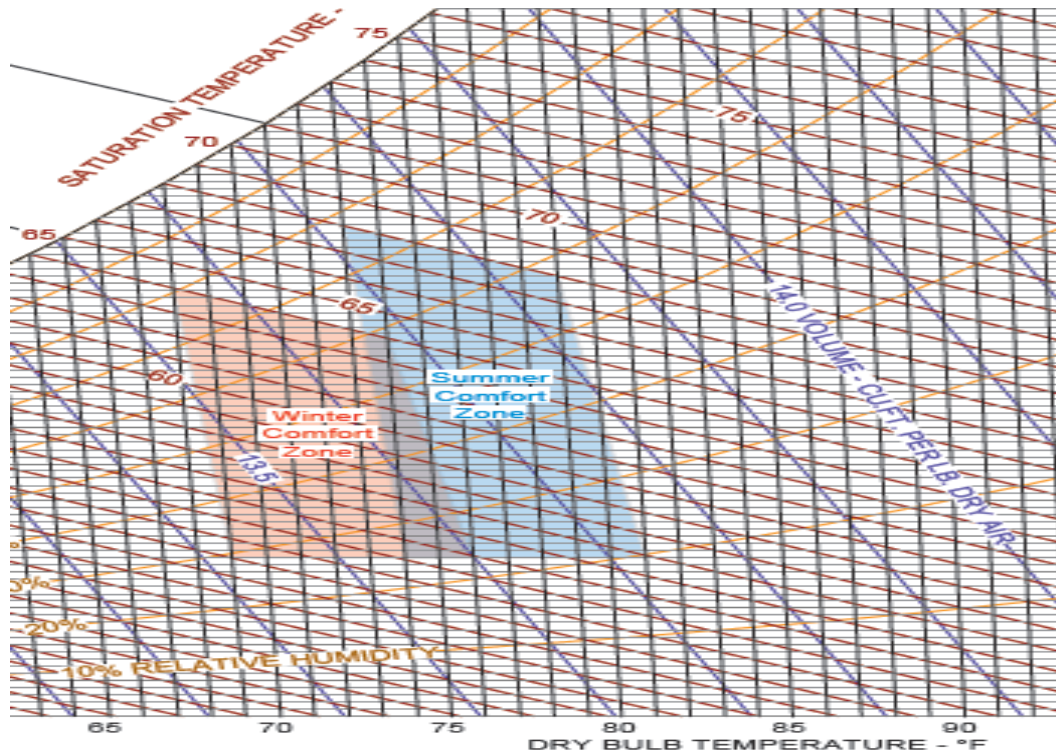 SATURATION TEMPERATURE -
75
70
65
75
70
65
60
Summer
Comfort
Zone
Winter
Comfort
Zone
13.5
14.0 VOLUME - CU.FT. PER LB. DRY AIR
0%
20%
10% RELATIVE HUMIDITY
65 70 75 80 85 90
DRY BULB TEMPERATURE - °F